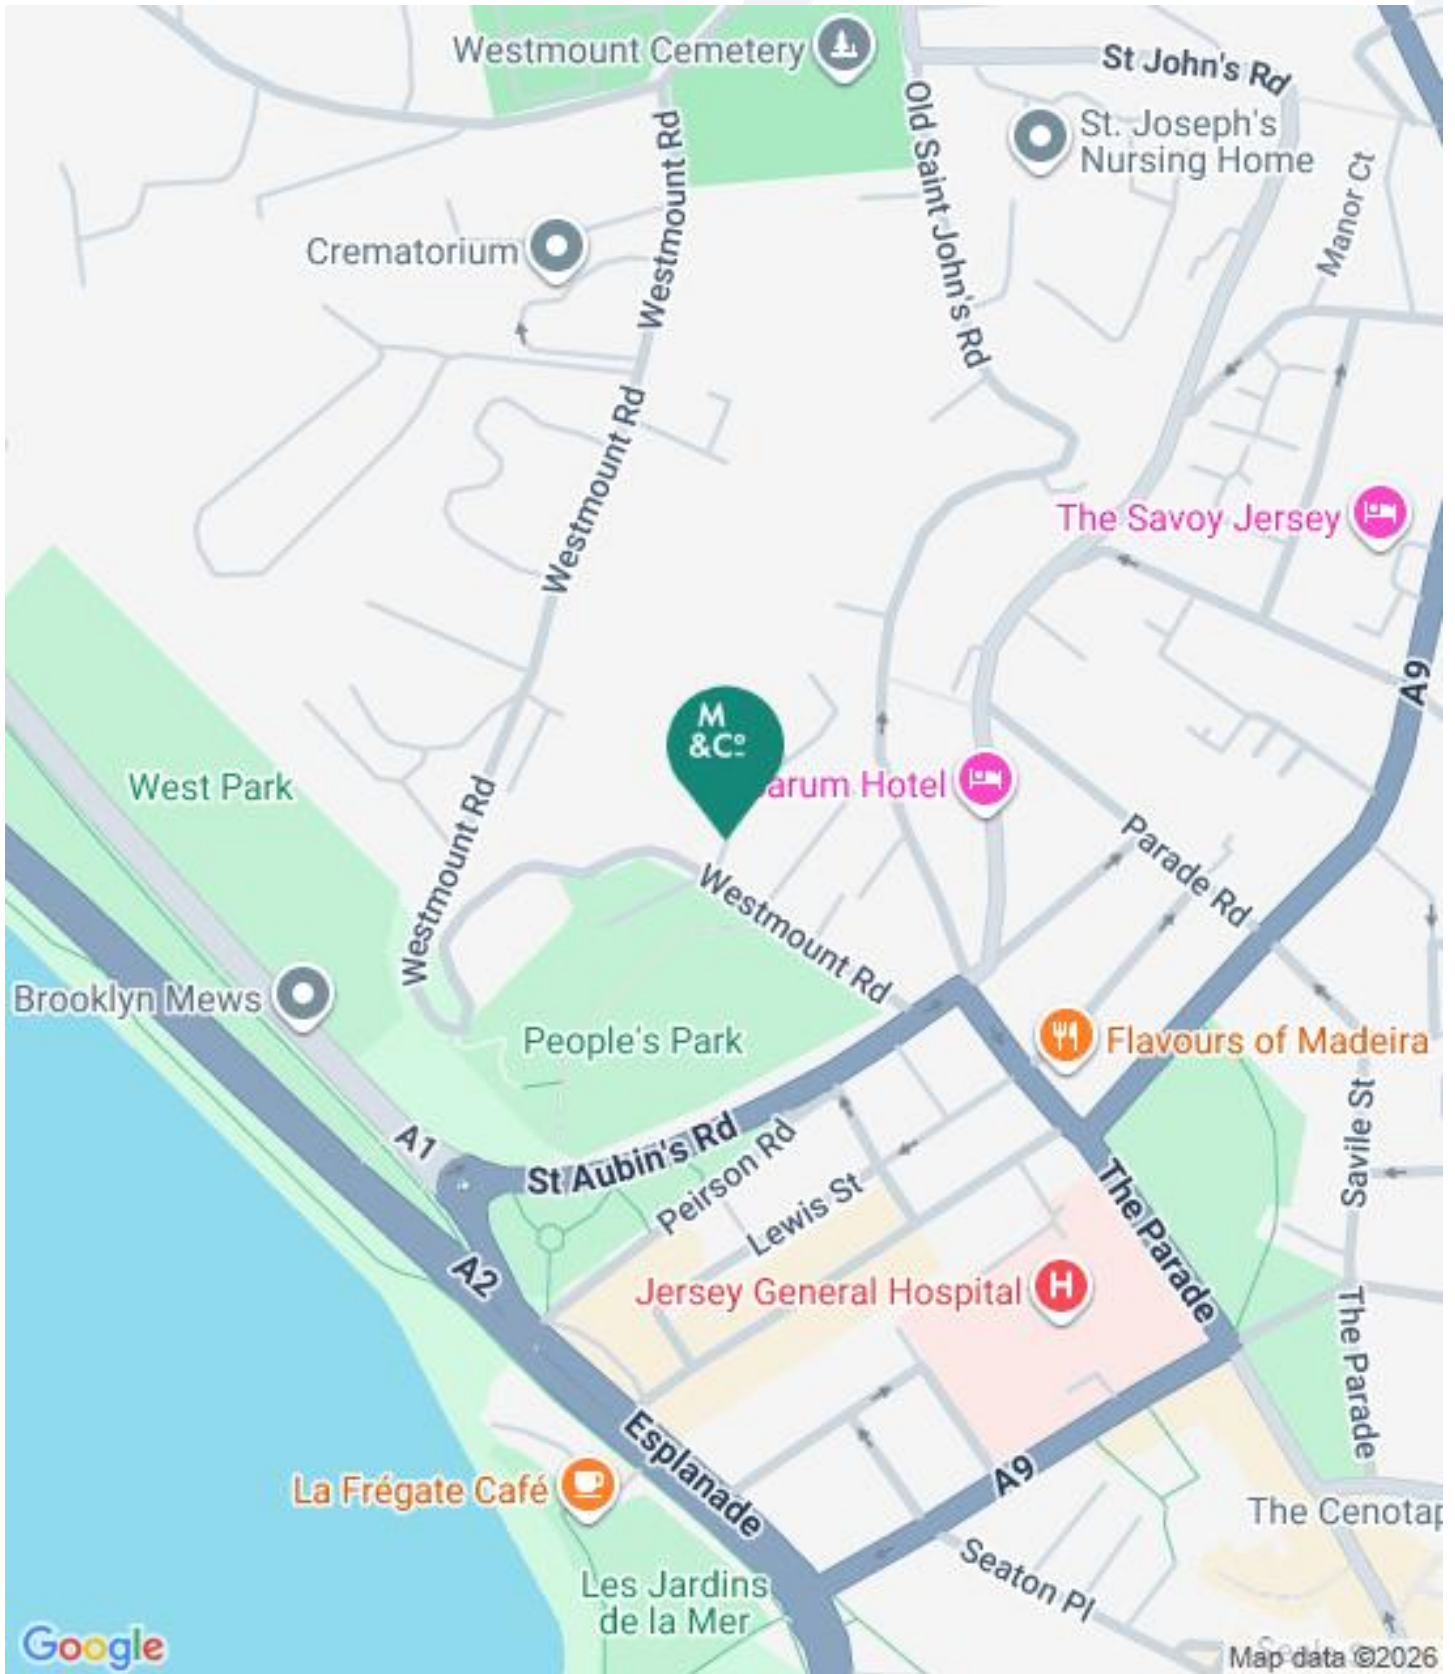 Westmount Cemetery
St John's Rd
Old Saint John's Rd
St. Joseph's
Nursing Home
Westmount Rd
Manor Ct
Crematorium
Westmount Rd
The Savoy Jersey
A9
M
&Cº
West Park
arum Hotel
Westmount Rd
Parade Rd
Westmount Rd
Brooklyn Mews
People's Park
Flavours of Madeira
Savile St
A1
St Aubin's Rd
Peirson Rd
Lewis St
The Parade
A2
Jersey General Hospital
H
The Parade
Esplanade
A9
La Frégate Café
The Cenotap
Seaton Pl
Les Jardins
de la Mer
Google
Map data ©2026